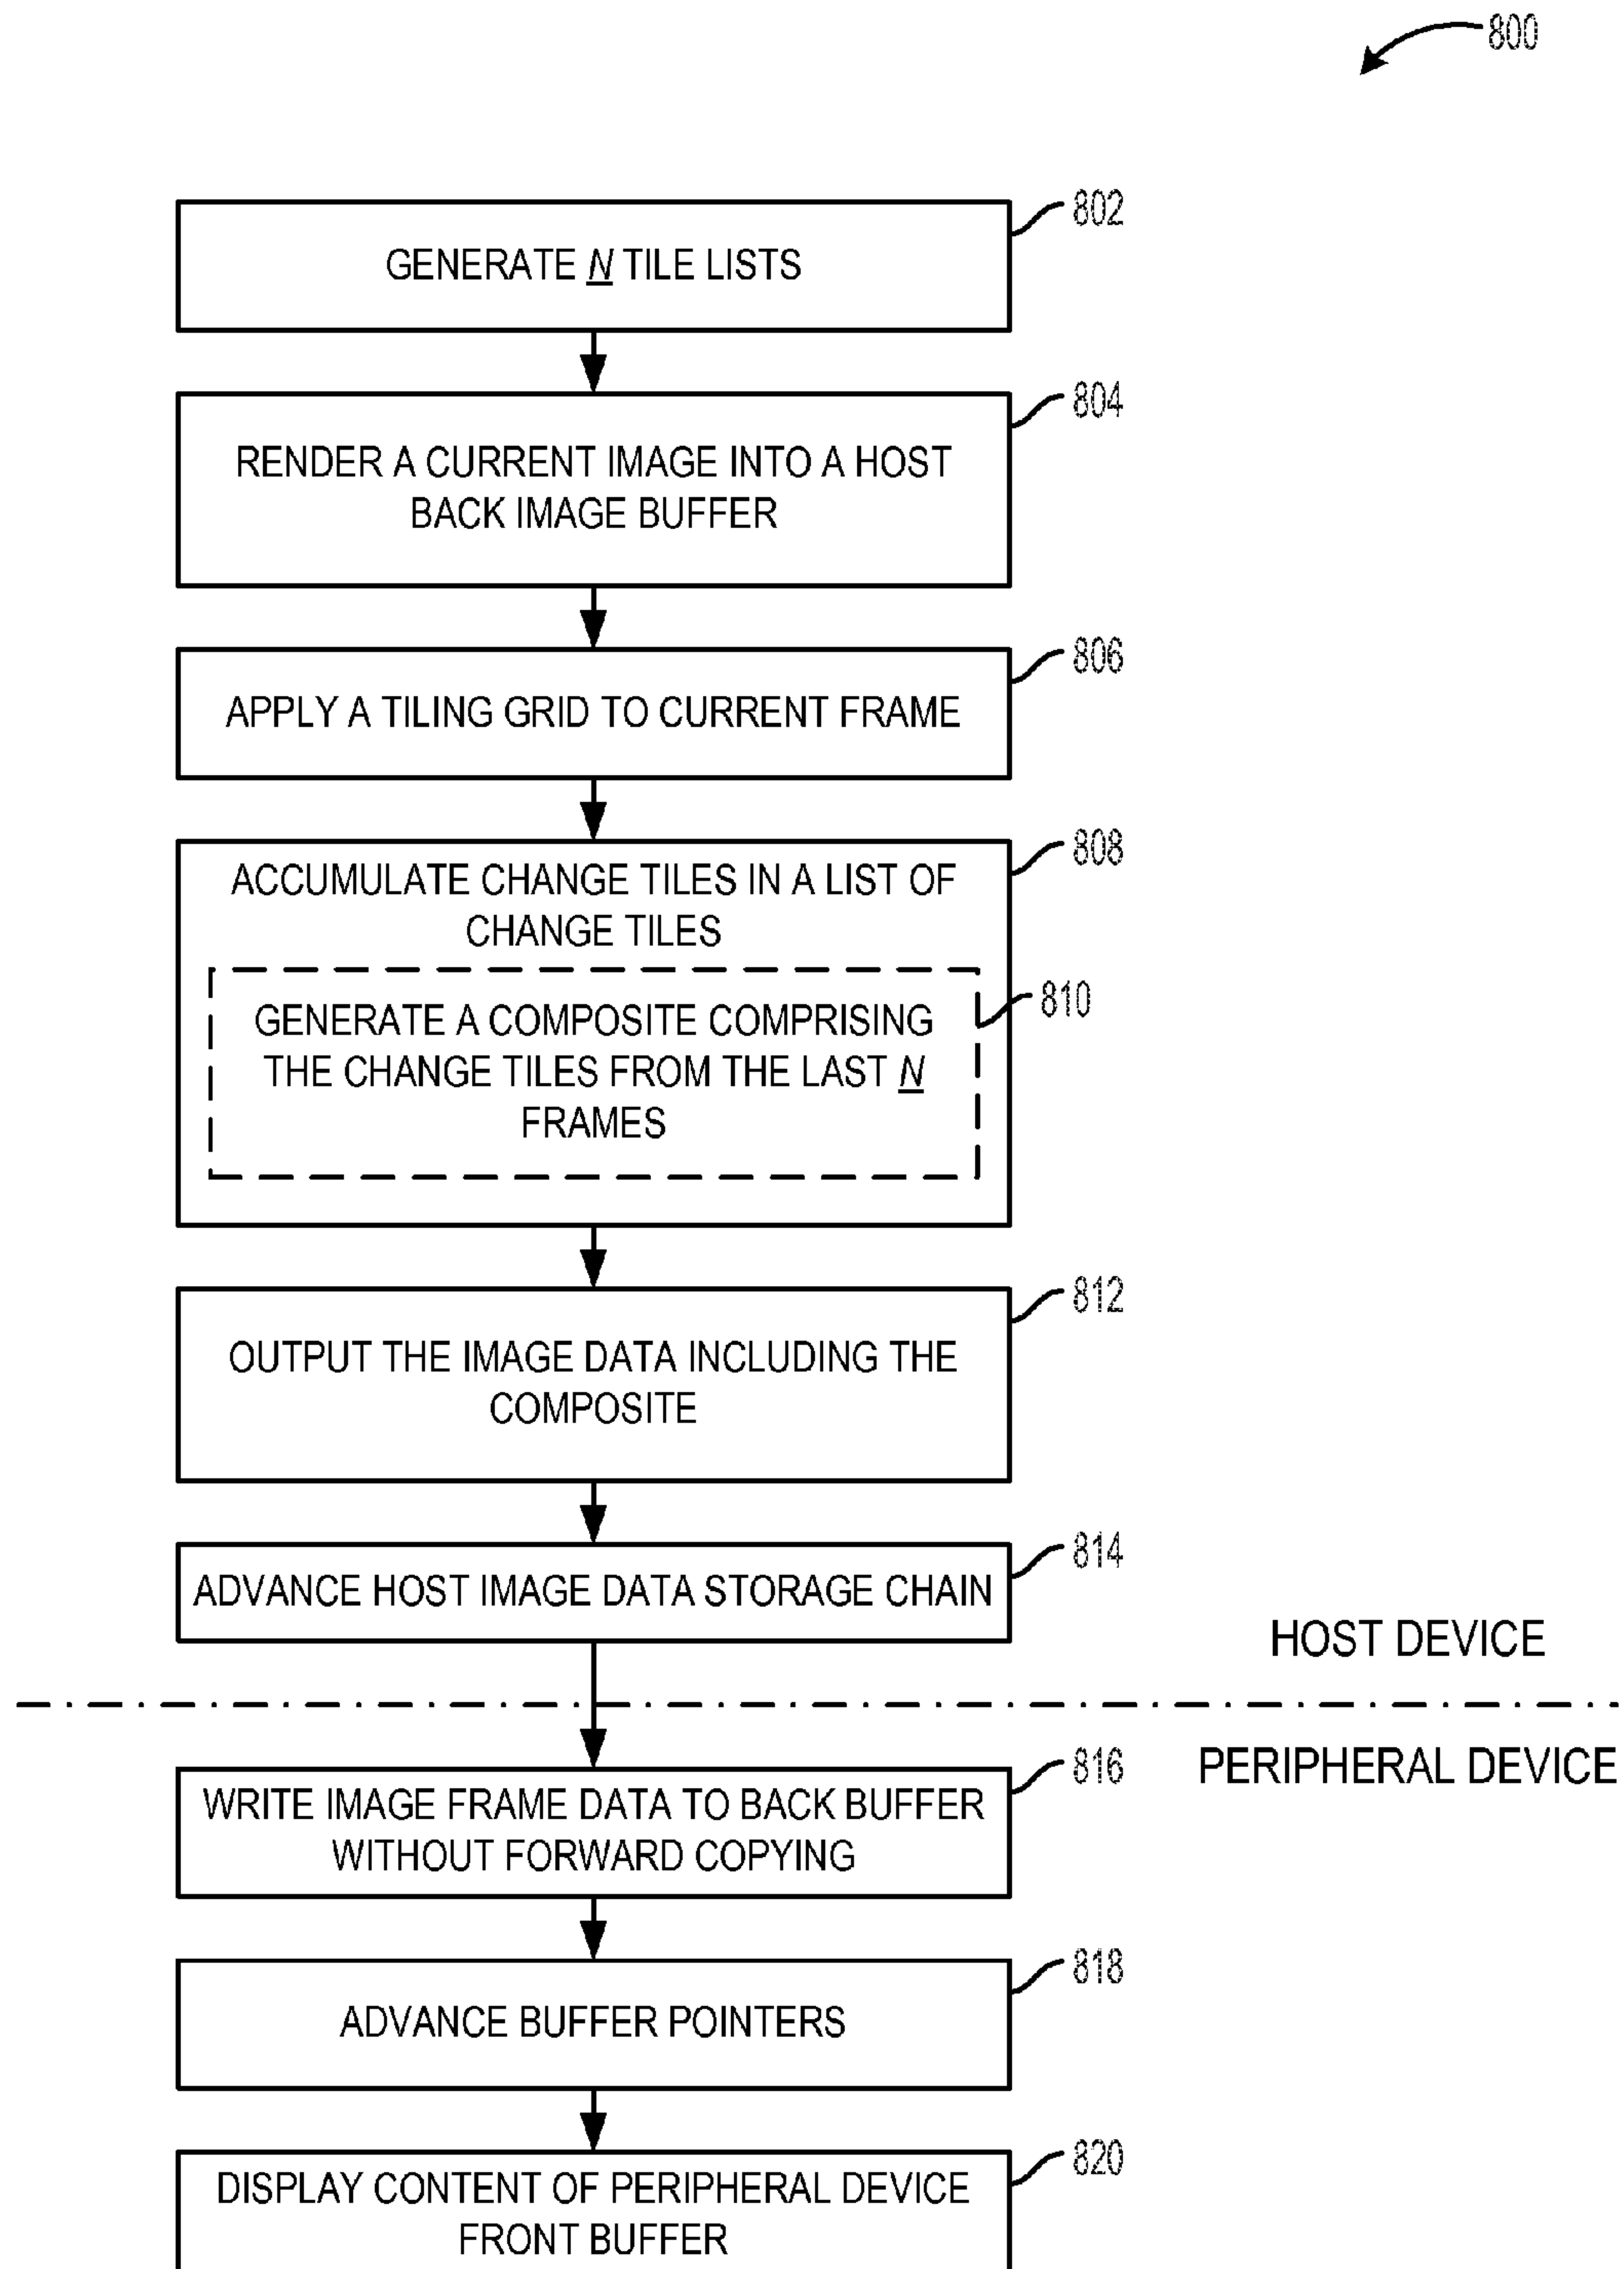 800
802
GENERATE N TILE LISTS
804
RENDER A CURRENT IMAGE INTO A HOST
BACK IMAGE BUFFER
806
APPLY A TILING GRID TO CURRENT FRAME
808
ACCUMULATE CHANGE TILES IN A LIST OF
CHANGE TILES
810
GENERATE A COMPOSITE COMPRISING
THE CHANGE TILES FROM THE LAST N
FRAMES
812
OUTPUT THE IMAGE DATA INCLUDING THE
COMPOSITE
814
ADVANCE HOST IMAGE DATA STORAGE CHAIN
HOST DEVICE
PERIPHERAL DEVICE
816
WRITE IMAGE FRAME DATA TO BACK BUFFER
WITHOUT FORWARD COPYING
818
ADVANCE BUFFER POINTERS
820
DISPLAY CONTENT OF PERIPHERAL DEVICE
FRONT BUFFER